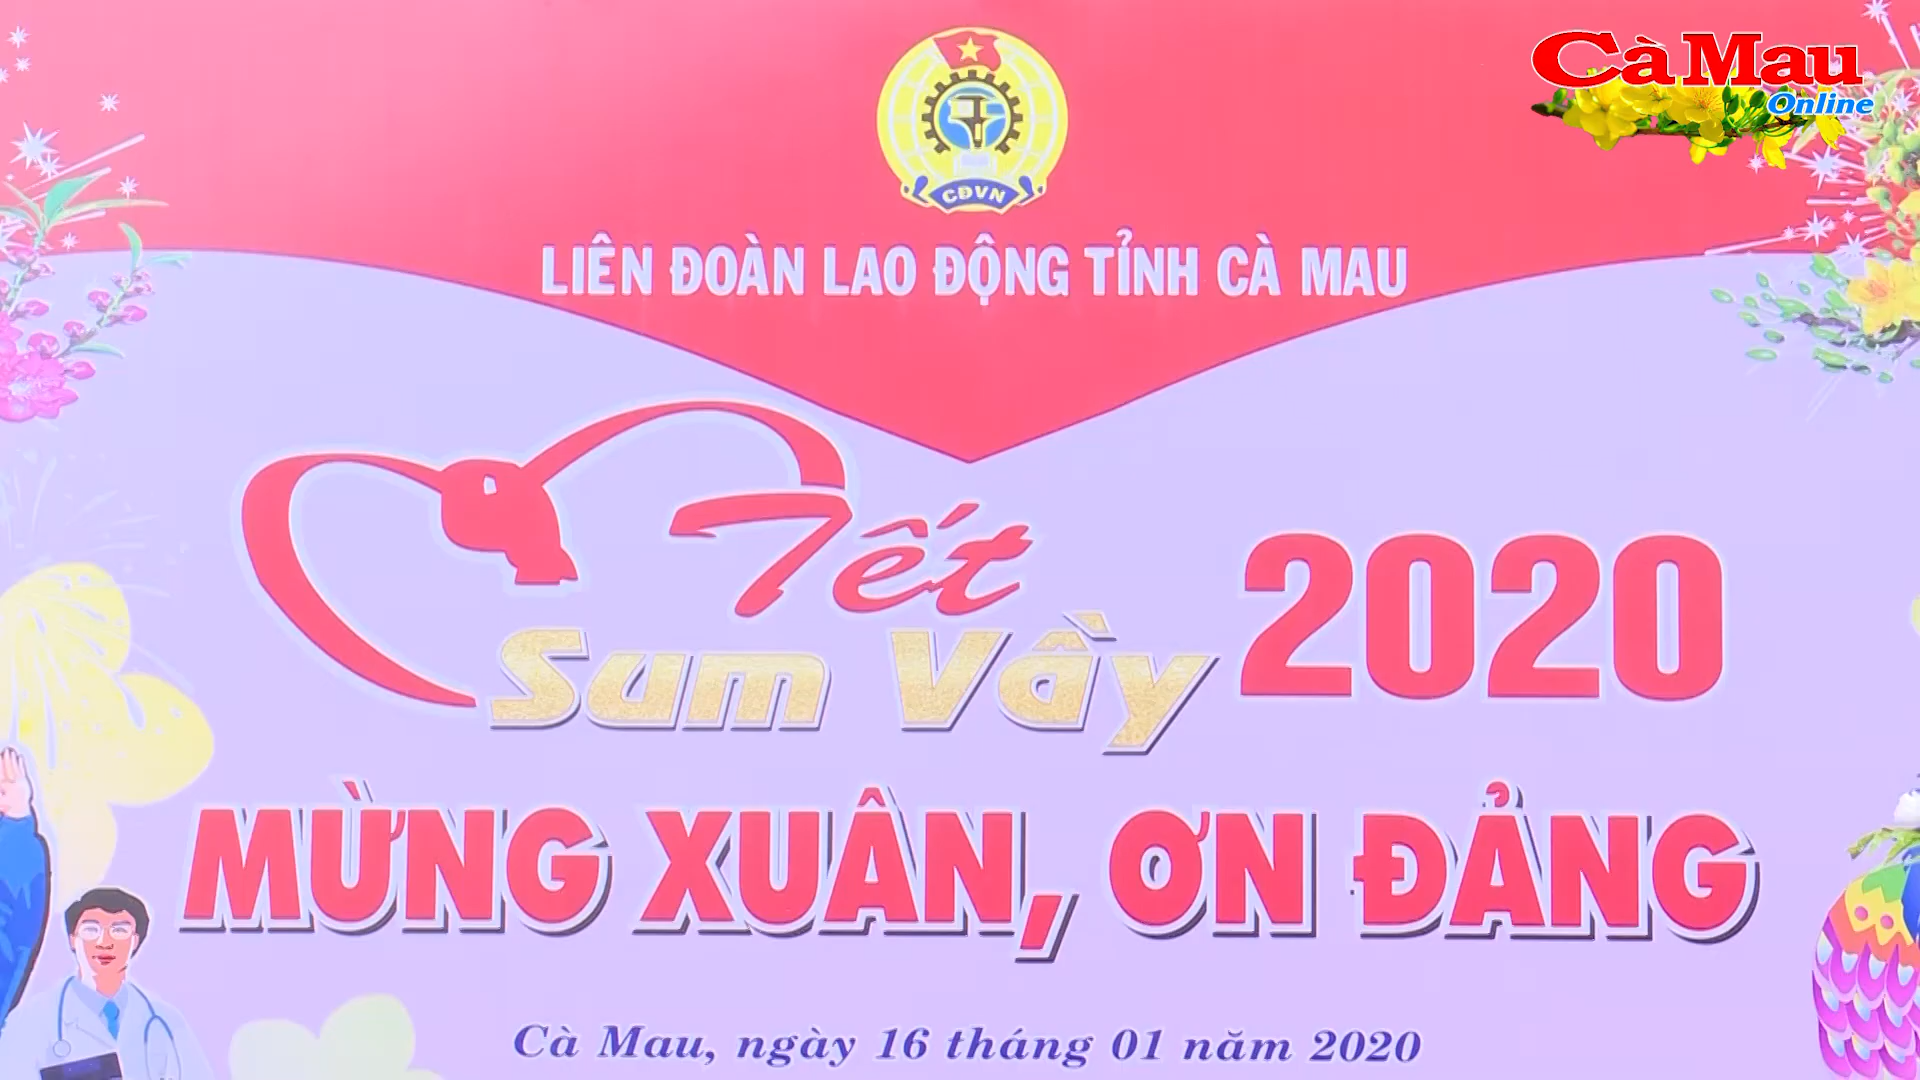 Cà Mau
Online
CĐVN
LIÊN ĐOÀN LAO ĐỘNG TỈNH CÀ MAU
Tết
Sum Vầy 2020
MỪNG XUÂN, ƠN ĐẢNG
Cà Mau, ngày 16 tháng 01 năm 2020